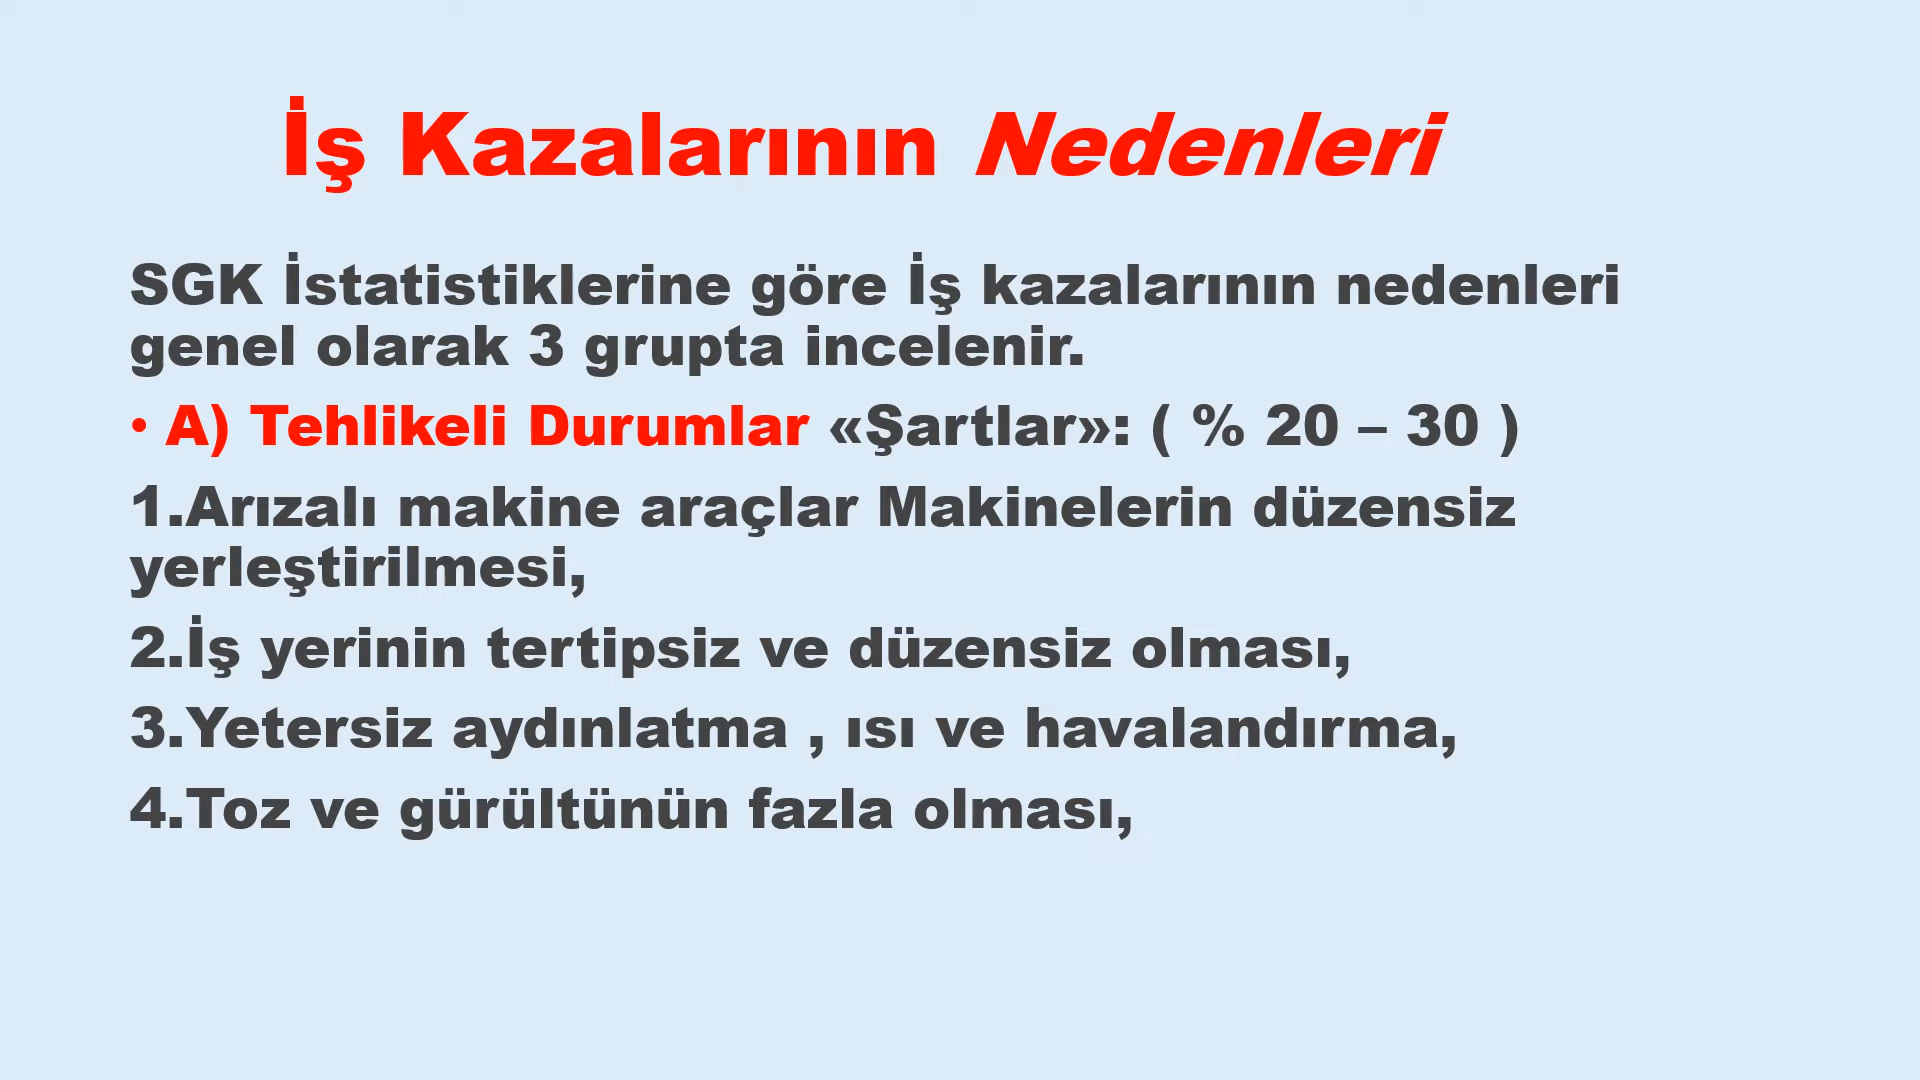 İş Kazalarının Nedenleri
SGK İstatistiklerine göre İş kazalarının nedenleri
genel olarak 3 grupta incelenir.
• A) Tehlikeli Durumlar «Şartlar»: ( % 20 – 30 )
1.Arızalı makine araçlar Makinelerin düzensiz
yerleştirilmesi,
2.İş yerinin tertipsiz ve düzensiz olması,
3.Yetersiz aydınlatma , ısı ve havalandırma,
4.Toz ve gürültünün fazla olması,